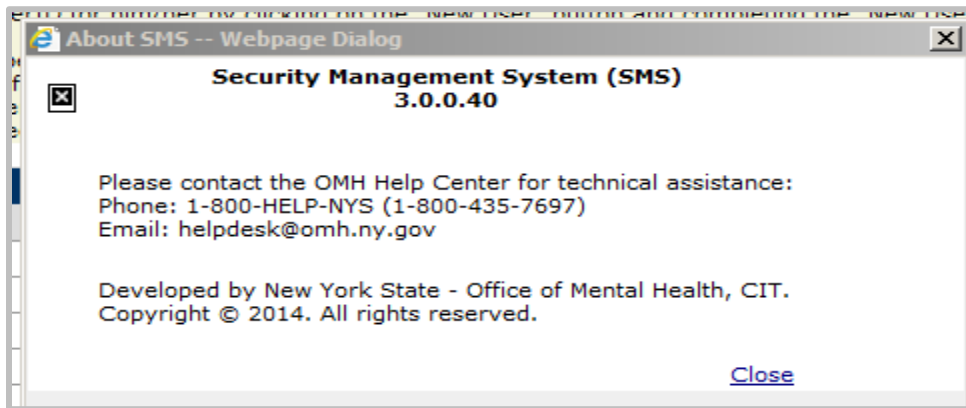 About SMS -- Webpage Dialog
Security Management System (SMS)
3.0.0.40
Please contact the OMH Help Center for technical assistance:
Phone: 1-800-HELP-NYS (1-800-435-7697)
Email: helpdesk@omh.ny.gov
Developed by New York State - Office of Mental Health, CIT.
Copyright © 2014. All rights reserved.
Close